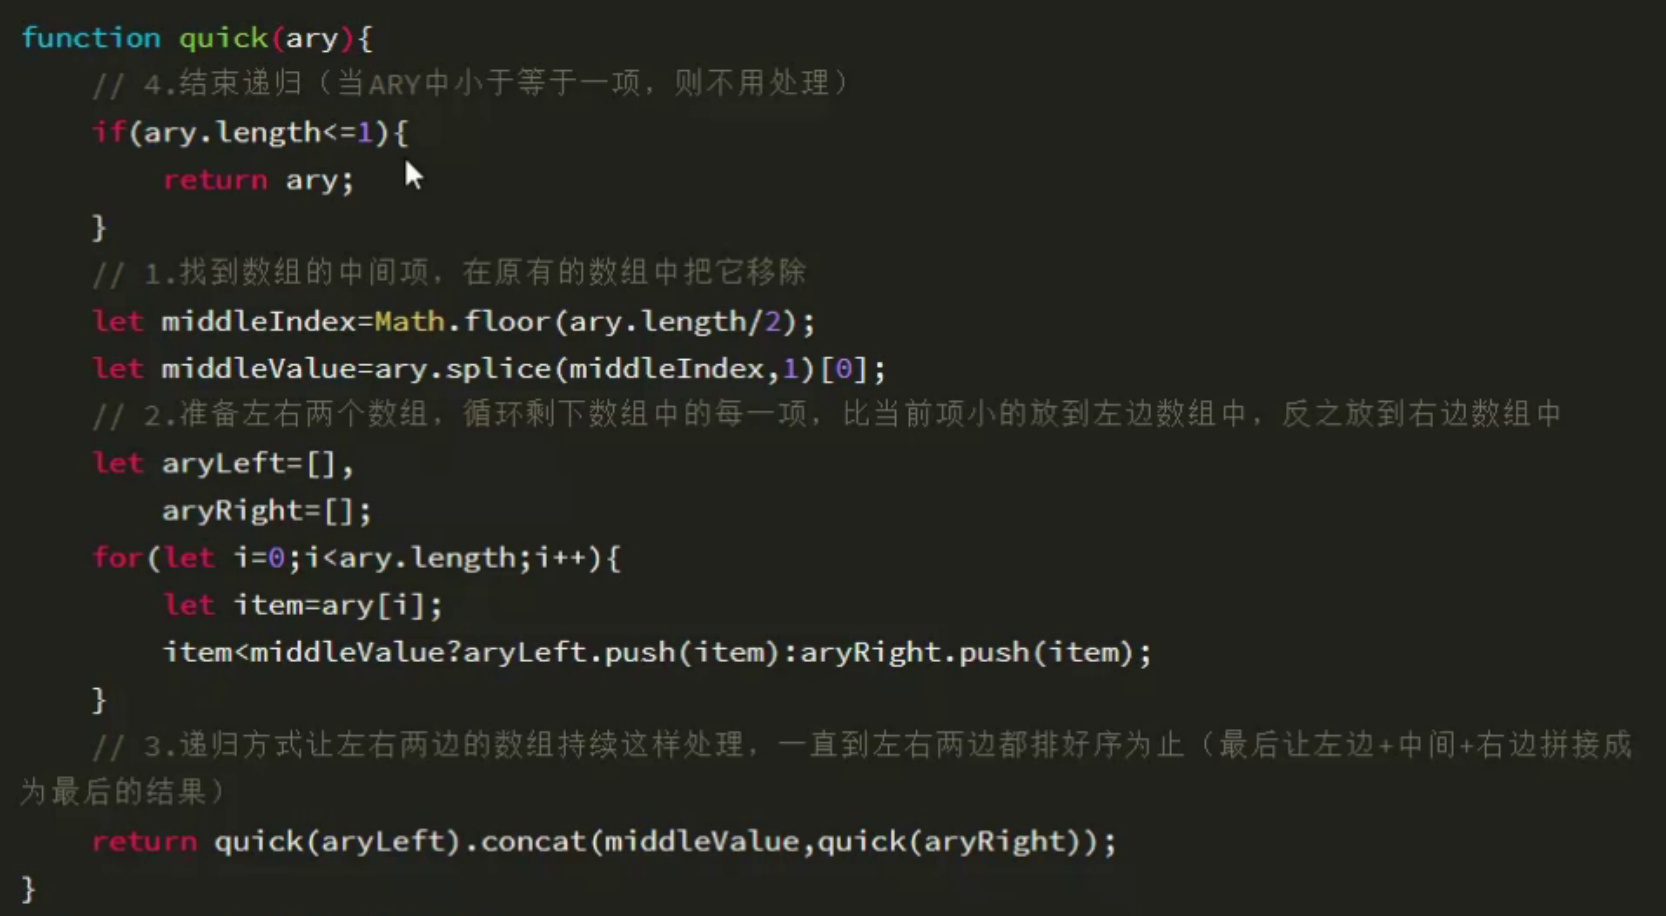 function quick(ary){
    // 4.结束递归（当ARY中小于等于一项，则不用处理）
    if(ary.length<=1){
        return ary;
    }
    // 1.找到数组的中间项，在原有的数组中把它移除
    let middleIndex=Math.floor(ary.length/2);
    let middleValue=ary.splice(middleIndex,1)[0];
    // 2.准备左右两个数组，循环剩下数组中的每一项，比当前项小的放到左边数组中，反之放到右边数组中
    let aryLeft=[],
        aryRight=[];
    for(let i=0;i<ary.length;i++){
        let item=ary[i];
        item<middleValue?aryLeft.push(item):aryRight.push(item);
    }
    // 3.递归方式让左右两边的数组持续这样处理，一直到左右两边都排好序为止（最后让左边+中间+右边拼接成
为最后的结果）
    return quick(aryLeft).concat(middleValue,quick(aryRight));
}